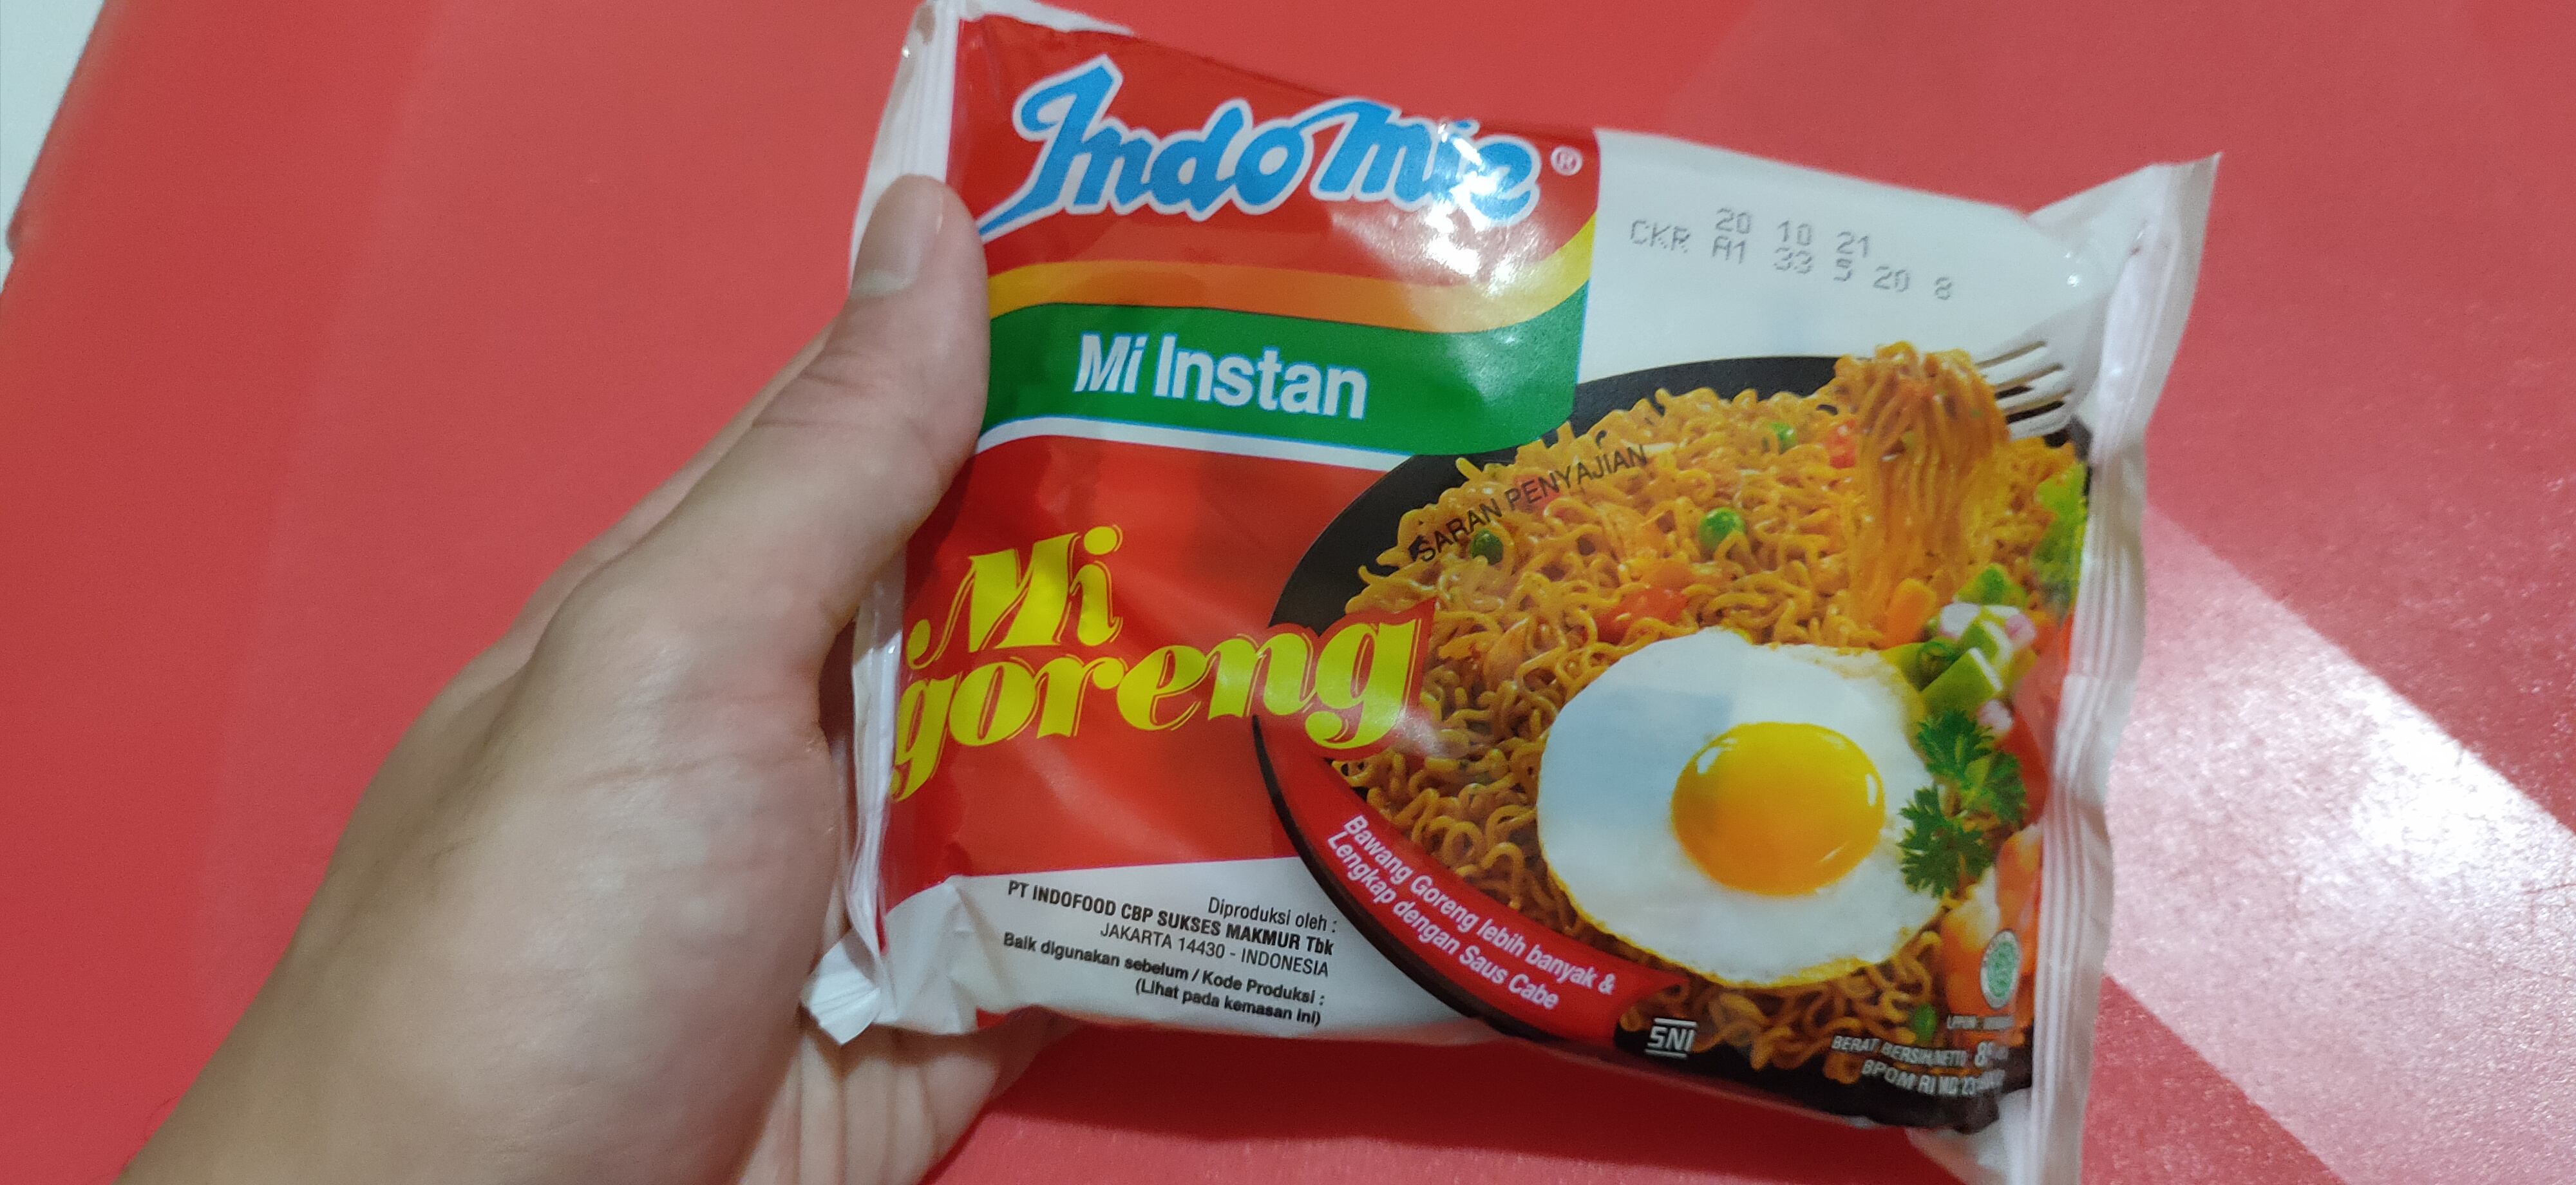 Indomie®
20 10 21
CKR A1 33 5 20 8
Mi Instan
SARAN PENYAJIAN
Mi
goreng
Bawang Goreng lebih banyak &
Lengkap dengan Saus Cabe
Diproduksi oleh :
PT INDOFOOD CBP SUKSES MAKMUR Tbk
JAKARTA 14430 - INDONESIA
Baik digunakan sebelum / Kode Produksi :
(Lihat pada kemasan ini)
SNI
BERAT BERSIH/NETTO
BPOM RI MD